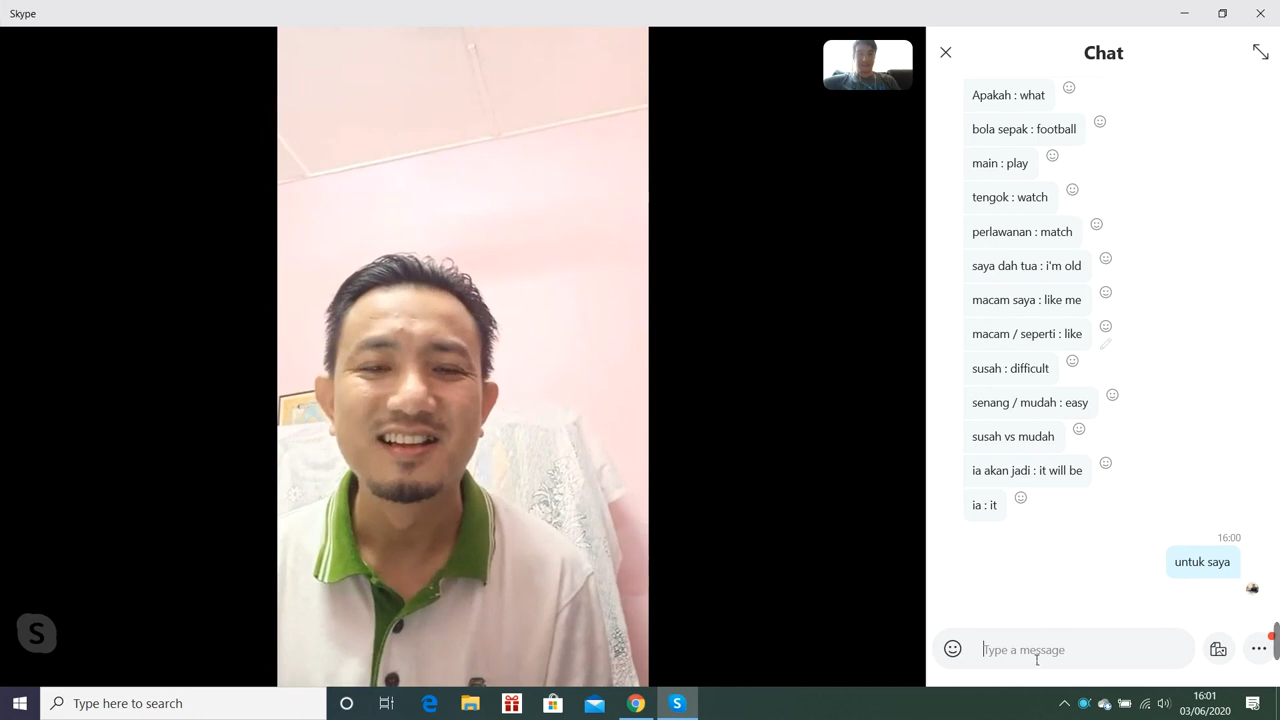 Skype
Chat
Apakah : what
bola sepak : football
main : play
tengok : watch
perlawanan : match
saya dah tua : i'm old
macam saya : like me
macam / seperti : like
susah : difficult
senang / mudah : easy
susah vs mudah
ia akan jadi : it will be
ia : it
16:00
untuk saya
Type a message
Type here to search
16:01
03/06/2020